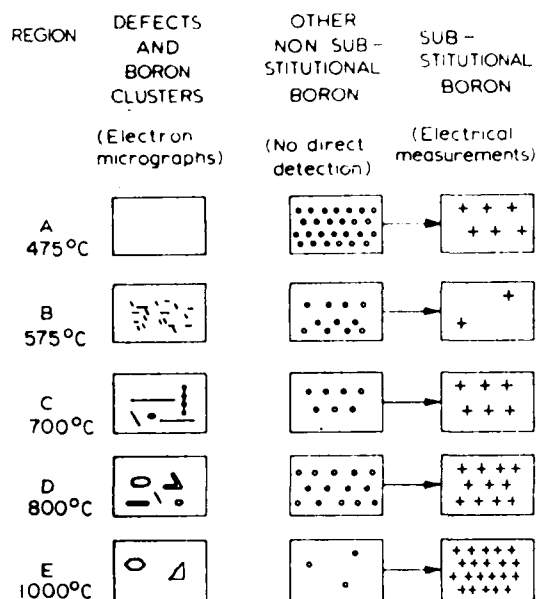 REGION
DEFECTS
AND
BORON
CLUSTERS
(Electron
micrographs)
OTHER
NON SUB-
STITUTIONAL
BORON
(No direct
detection)
SUB-
STITUTIONAL
BORON
(Electrical
measurements)
A
475°C
B
575°C
C
700°C
D
800°C
E
1000°C